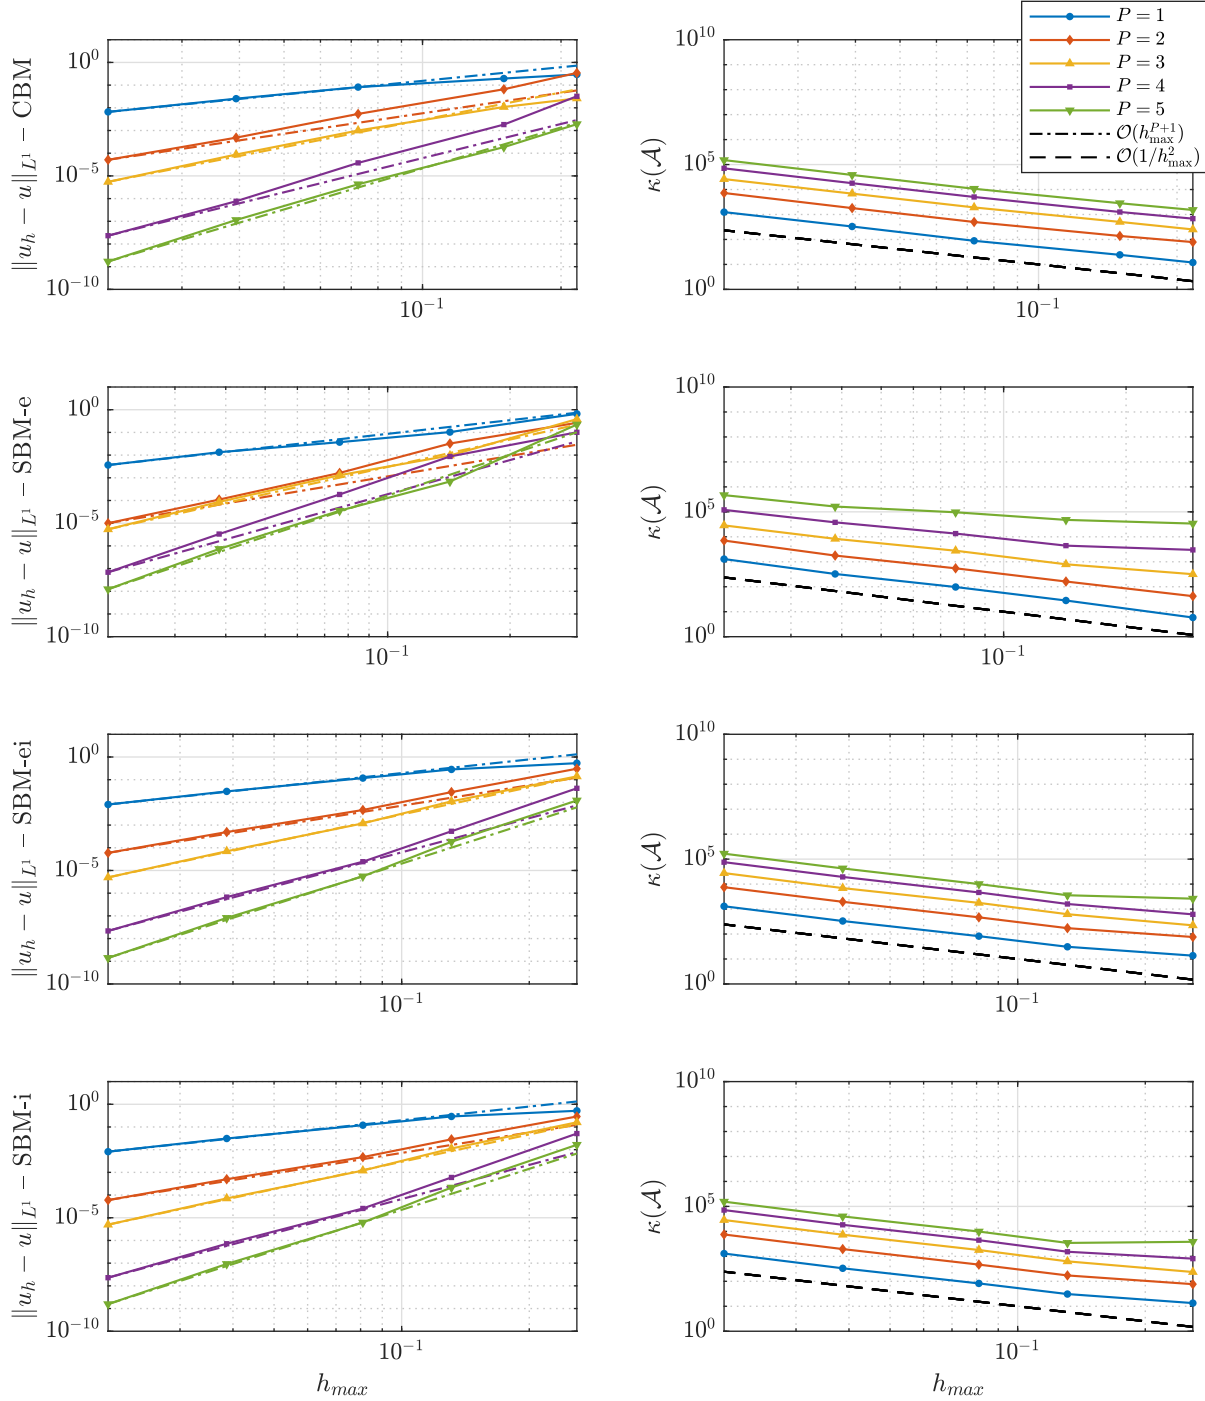 10^0
10^-5
10^-10
10^-1
||u_h − u||_{L^1} − CBM
10^10
10^5
10^0
10^-1
κ(𝒜)
P = 1
P = 2
P = 3
P = 4
P = 5
𝒪(h_max^{P+1})
𝒪(1/h_max^2)
10^0
10^-5
10^-10
10^-1
||u_h − u||_{L^1} − SBM-e
10^10
10^5
10^0
10^-1
κ(𝒜)
10^0
10^-5
10^-10
10^-1
||u_h − u||_{L^1} − SBM-ei
10^10
10^5
10^0
10^-1
κ(𝒜)
10^0
10^-5
10^-10
10^-1
||u_h − u||_{L^1} − SBM-i
h_max
10^10
10^5
10^0
10^-1
κ(𝒜)
h_max